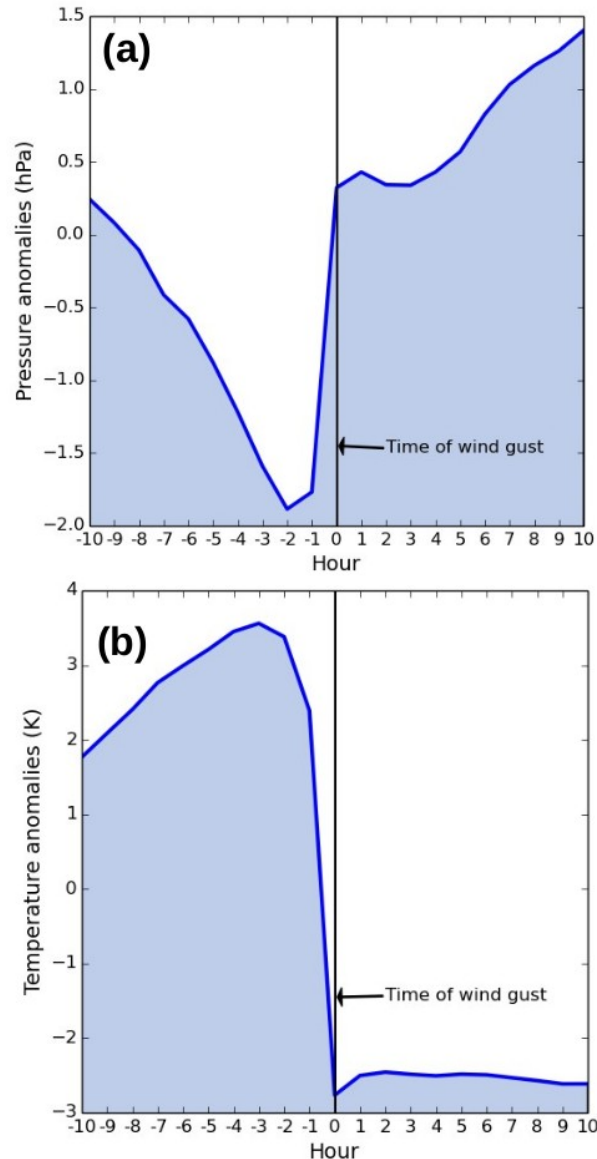 (a)
Pressure anomalies (hPa)
1.5
1.0
0.5
0.0
−0.5
−1.0
−1.5
−2.0
Time of wind gust
-10 -9 -8 -7 -6 -5 -4 -3 -2 -1 0 1 2 3 4 5 6 7 8 9 10
Hour
(b)
Temperature anomalies (K)
4
3
2
1
0
−1
−2
−3
Time of wind gust
-10 -9 -8 -7 -6 -5 -4 -3 -2 -1 0 1 2 3 4 5 6 7 8 9 10
Hour